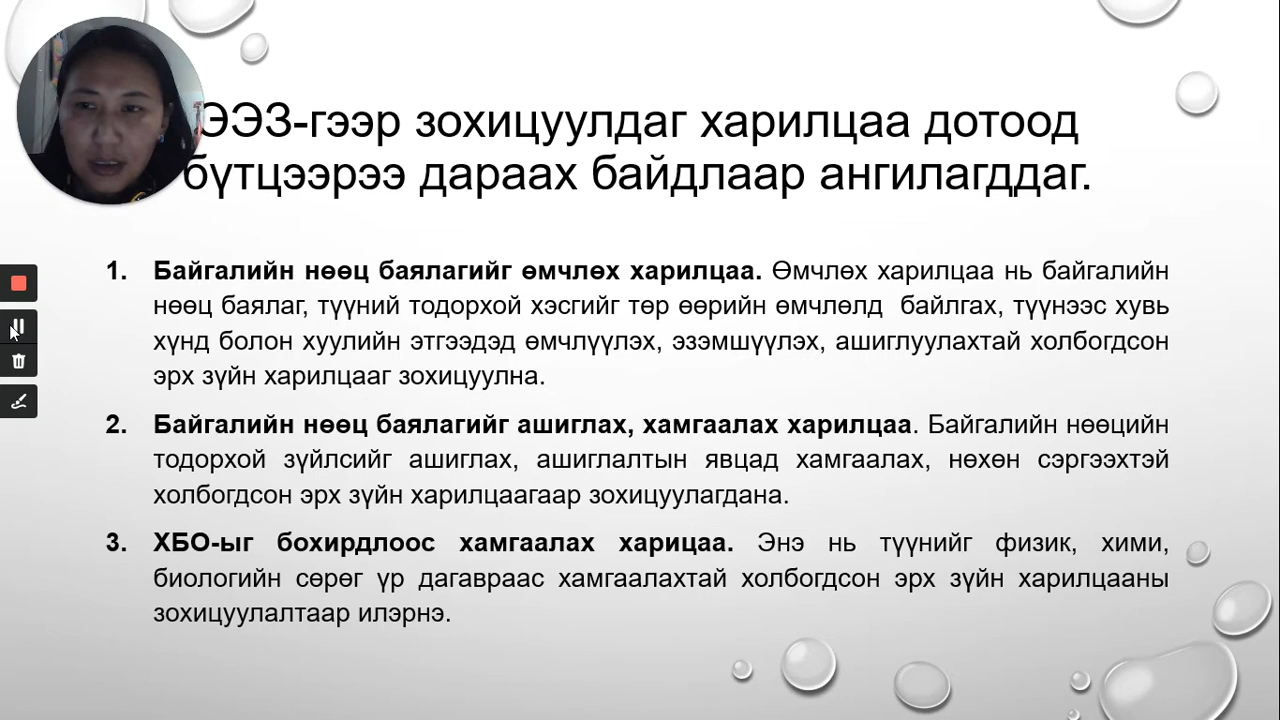 ЭЭЗ-гээр зохицуулдаг харилцаа дотоод
бүтцээрээ дараах байдлаар ангилагддаг.
1. Байгалийн нөөц баялагийг өмчлөх харилцаа. Өмчлөх харилцаа нь байгалийн
нөөц баялаг, түүний тодорхой хэсгийг төр өөрийн өмчлөлд байлгах, түүнээс хувь
хүнд болон хуулийн этгээдэд өмчлүүлэх, эзэмшүүлэх, ашиглуулахтай холбогдсон
эрх зүйн харилцааг зохицуулна.
2. Байгалийн нөөц баялагийг ашиглах, хамгаалах харилцаа. Байгалийн нөөцийн
тодорхой зүйлсийг ашиглах, ашиглалтын явцад хамгаалах, нөхөн сэргээхтэй
холбогдсон эрх зүйн харилцаагаар зохицуулагдана.
3. ХБО-ыг бохирдлоос хамгаалах харицаа. Энэ нь түүнийг физик, хими,
биологийн сөрөг үр дагавраас хамгаалахтай холбогдсон эрх зүйн харилцааны
зохицуулалтаар илэрнэ.